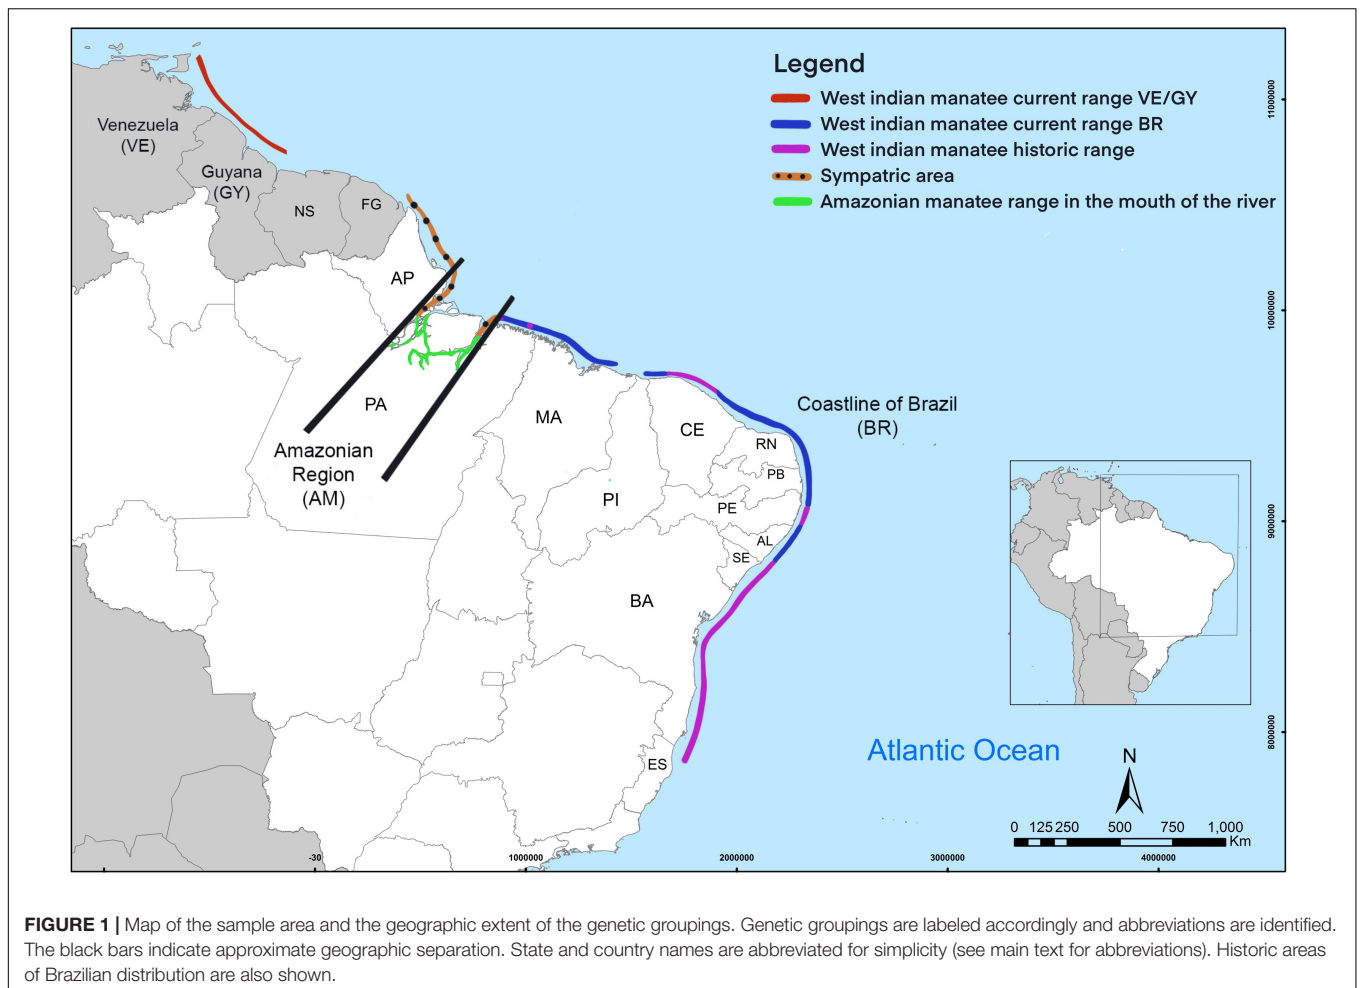 Legend
West indian manatee current range VE/GY
West indian manatee current range BR
West indian manatee historic range
Sympatric area
Amazonian manatee range in the mouth of the river
Venezuela
(VE)
Guyana
(GY)
NS
FG
AP
PA
Amazonian
Region
(AM)
MA
PI
CE
RN
PB
PE
AL
SE
BA
ES
Coastline of Brazil
(BR)
Atlantic Ocean
N
0 125 250 500 750 1,000
Km
11000000
10000000
9000000
8000000
-30 1000000 2000000 3000000 4000000
FIGURE 1 | Map of the sample area and the geographic extent of the genetic groupings. Genetic groupings are labeled accordingly and abbreviations are identified.
The black bars indicate approximate geographic separation. State and country names are abbreviated for simplicity (see main text for abbreviations). Historic areas
of Brazilian distribution are also shown.